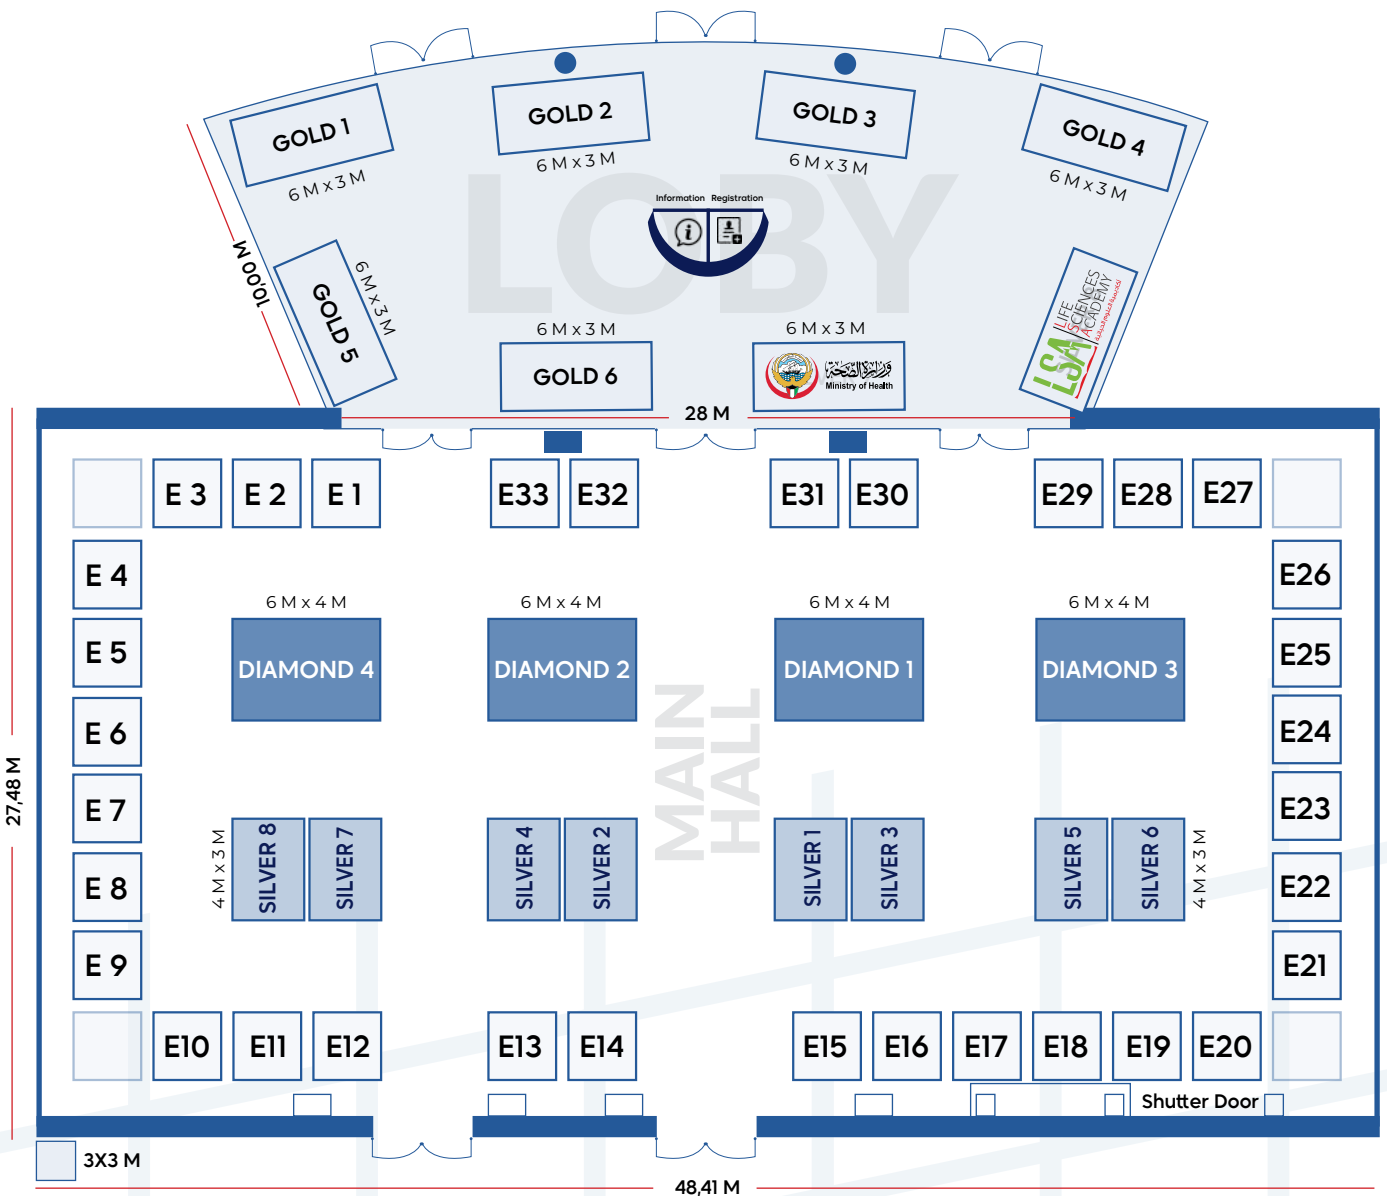 GOLD 1
GOLD 2
GOLD 3
GOLD 4
6 M x 3 M
6 M x 3 M
6 M x 3 M
6 M x 3 M
LOBY
Information Registration
10,00 M
GOLD 5
6 M x 3 M
LSA
LIFE
SCIENCES
ACADEMY
6 M x 3 M
6 M x 3 M
GOLD 6
وزارة الصحة
Ministry of Health
28 M
E 3
E 2
E 1
E33
E32
E31
E30
E29
E28
E27
E 4
E26
6 M x 4 M
6 M x 4 M
6 M x 4 M
6 M x 4 M
E 5
DIAMOND 4
DIAMOND 2
DIAMOND 1
DIAMOND 3
E25
MAIN
HALL
E 6
E24
27,48 M
E 7
E23
4 M x 3 M
SILVER 8
SILVER 7
SILVER 4
SILVER 2
SILVER 1
SILVER 3
SILVER 5
SILVER 6
4 M x 3 M
E 8
E22
E 9
E21
E10
E11
E12
E13
E14
E15
E16
E17
E18
E19
E20
Shutter Door
3X3 M
48,41 M